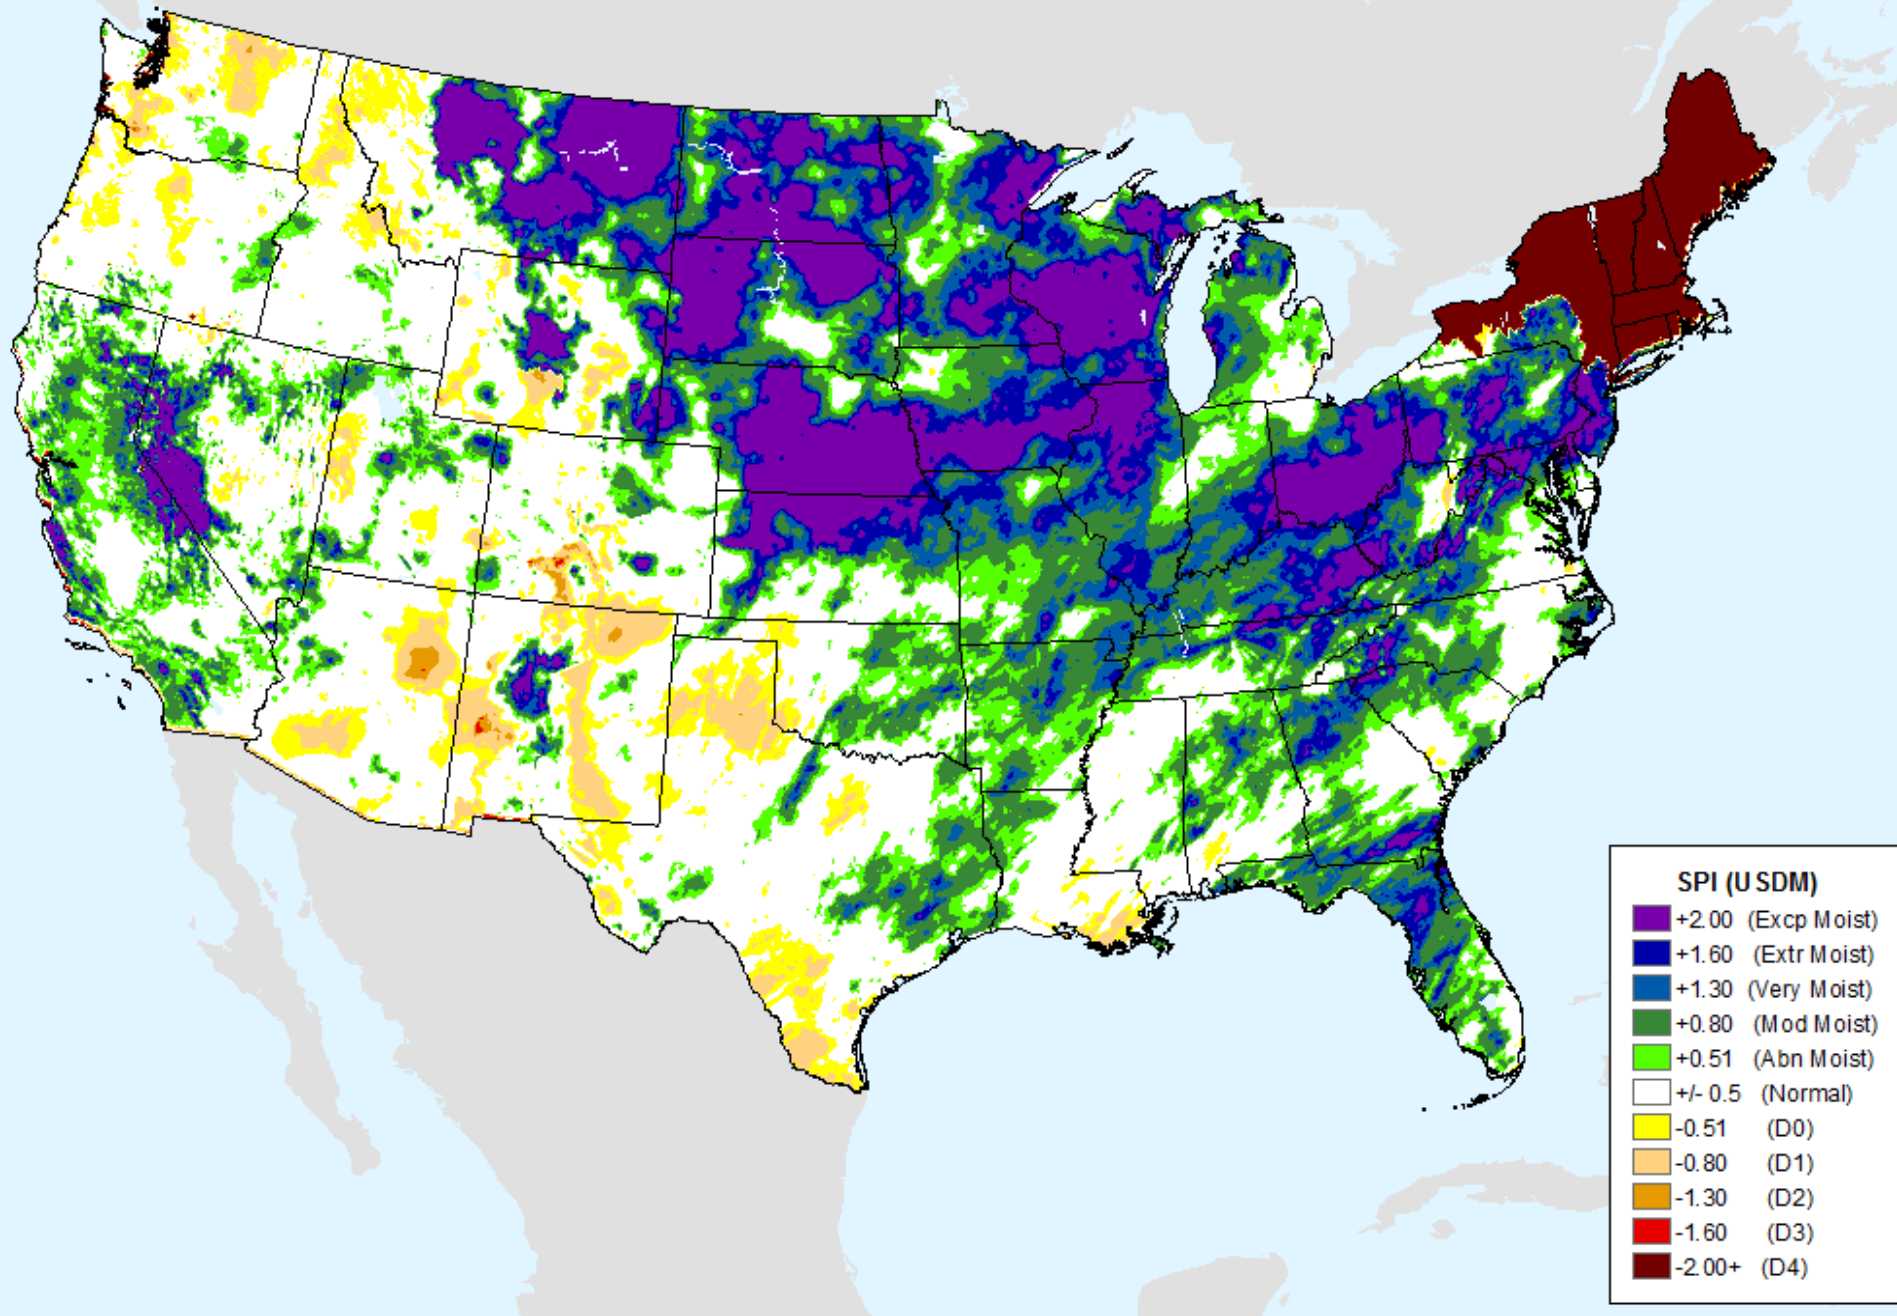 SPI (USDM)
+2.00 (Excp Moist)
+1.60 (Extr Moist)
+1.30 (Very Moist)
+0.80 (Mod Moist)
+0.51 (Abn Moist)
+/- 0.5 (Normal)
-0.51 (D0)
-0.80 (D1)
-1.30 (D2)
-1.60 (D3)
-2.00+ (D4)